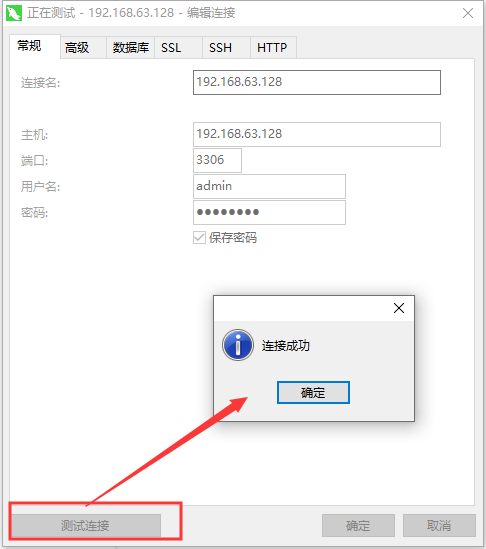 正在测试 - 192.168.63.128 - 编辑连接
常规 高级 数据库 SSL SSH HTTP
连接名: 192.168.63.128
主机: 192.168.63.128
端口: 3306
用户名: admin
密码: ●●●●●●●●
保存密码
连接成功
确定
测试连接 确定 取消